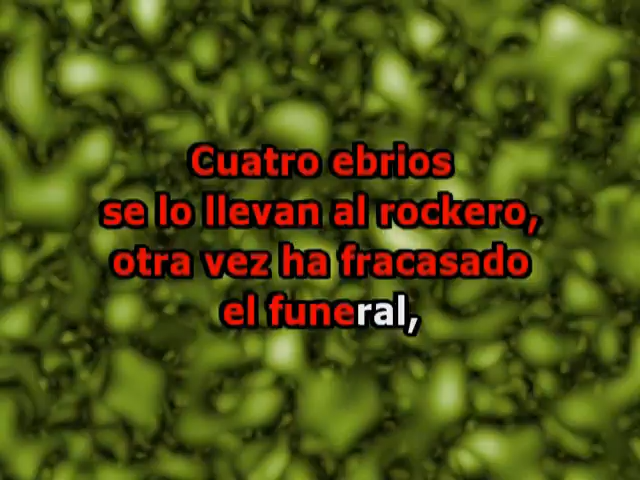 Cuatro ebrios
se lo llevan al rockero,
otra vez ha fracasado
el funeral,